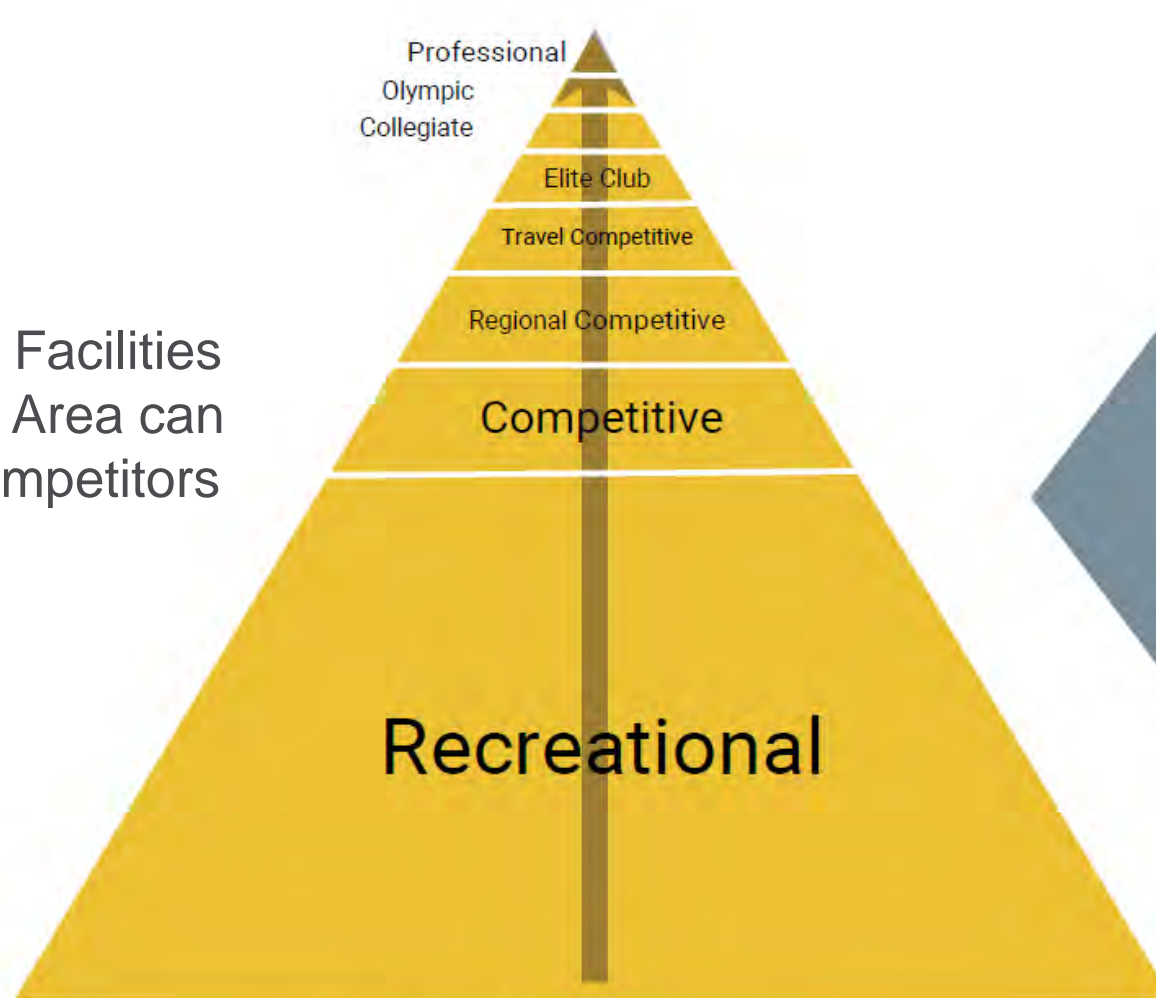 Professional
Olympic
Collegiate
Elite Club
Travel Competitive
Regional Competitive
Facilities
Area can
mpetitors
Competitive
Recreational